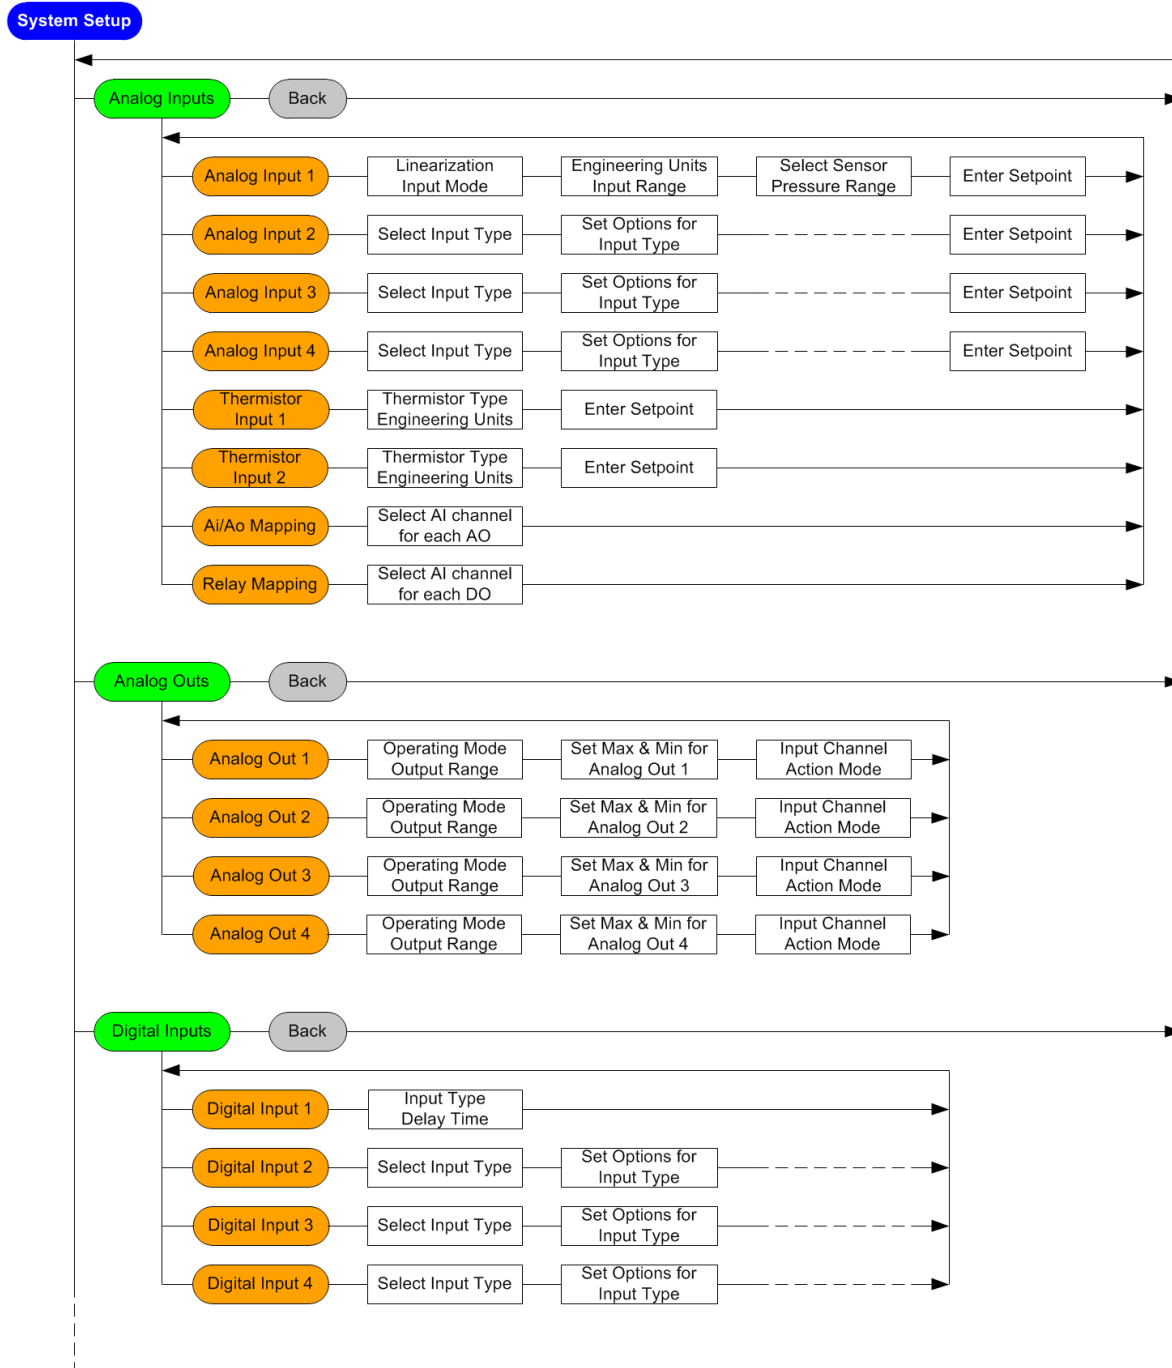 System Setup
Analog Inputs
Back
Analog Input 1
Linearization
Input Mode
Engineering Units
Input Range
Select Sensor
Pressure Range
Enter Setpoint
Analog Input 2
Select Input Type
Set Options for
Input Type
Enter Setpoint
Analog Input 3
Select Input Type
Set Options for
Input Type
Enter Setpoint
Analog Input 4
Select Input Type
Set Options for
Input Type
Enter Setpoint
Thermistor
Input 1
Thermistor Type
Engineering Units
Enter Setpoint
Thermistor
Input 2
Thermistor Type
Engineering Units
Enter Setpoint
Ai/Ao Mapping
Select AI channel
for each AO
Relay Mapping
Select AI channel
for each DO
Analog Outs
Back
Analog Out 1
Operating Mode
Output Range
Set Max & Min for
Analog Out 1
Input Channel
Action Mode
Analog Out 2
Operating Mode
Output Range
Set Max & Min for
Analog Out 2
Input Channel
Action Mode
Analog Out 3
Operating Mode
Output Range
Set Max & Min for
Analog Out 3
Input Channel
Action Mode
Analog Out 4
Operating Mode
Output Range
Set Max & Min for
Analog Out 4
Input Channel
Action Mode
Digital Inputs
Back
Digital Input 1
Input Type
Delay Time
Digital Input 2
Select Input Type
Set Options for
Input Type
Digital Input 3
Select Input Type
Set Options for
Input Type
Digital Input 4
Select Input Type
Set Options for
Input Type